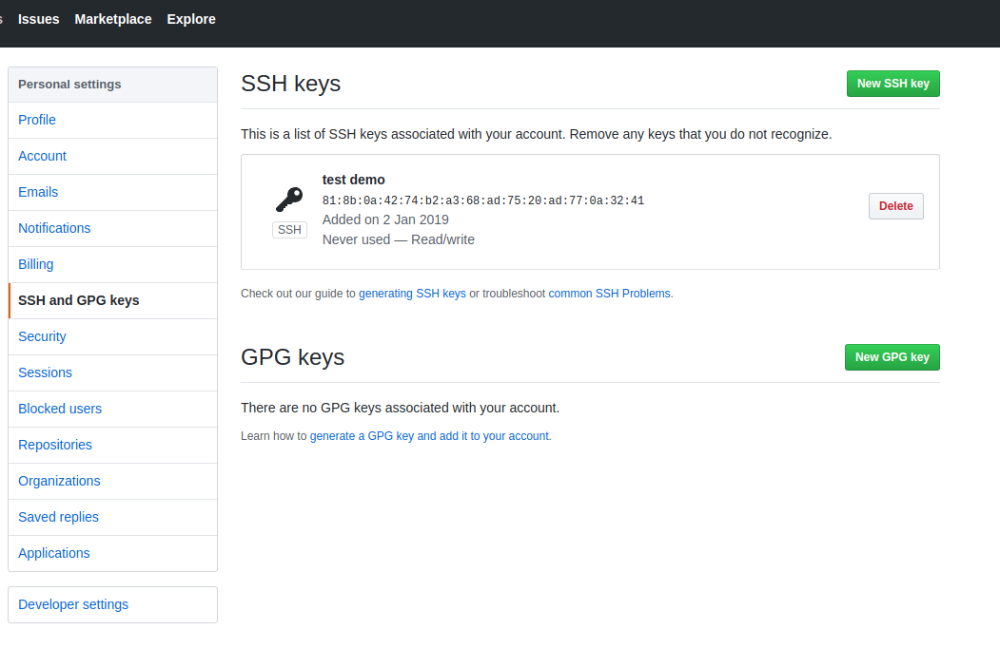 Issues Marketplace Explore
Personal settings
Profile
Account
Emails
Notifications
Billing
SSH and GPG keys
Security
Sessions
Blocked users
Repositories
Organizations
Saved replies
Applications
Developer settings
SSH keys
New SSH key
This is a list of SSH keys associated with your account. Remove any keys that you do not recognize.
test demo
81:8b:0a:42:74:b2:a3:68:ad:75:20:ad:77:0a:32:41
Added on 2 Jan 2019
Never used — Read/write
SSH
Delete
Check out our guide to generating SSH keys or troubleshoot common SSH Problems.
GPG keys
New GPG key
There are no GPG keys associated with your account.
Learn how to generate a GPG key and add it to your account.